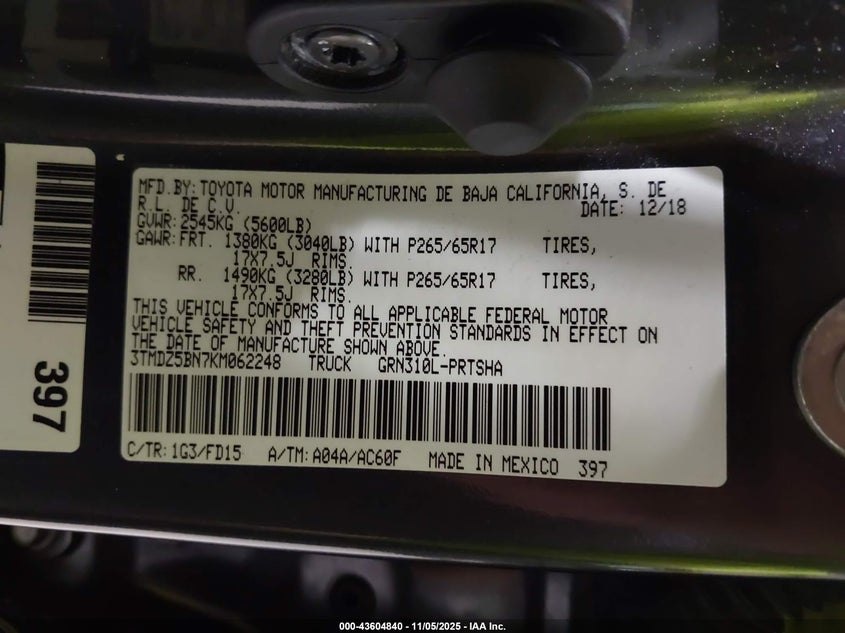 MFD.BY: TOYOTA MOTOR MANUFACTURING DE BAJA CALIFORNIA, S. DE
R.L. DE C.V. DATE: 12/18
GVWR: 2545KG (5600LB)
GAWR: FRT. 1380KG (3040LB) WITH P265/65R17 TIRES,
17X7.5J RIMS.
RR. 1490KG (3280LB) WITH P265/65R17 TIRES,
17X7.5J RIMS.
THIS VEHICLE CONFORMS TO ALL APPLICABLE FEDERAL MOTOR
VEHICLE SAFETY AND THEFT PREVENTION STANDARDS IN EFFECT ON
THE DATE OF MANUFACTURE SHOWN ABOVE.
3TMDZ5BN7KM062248 TRUCK GRN310L-PRTSHA
C/TR: 1G3/FD15 A/TM: A04A/AC60F MADE IN MEXICO 397
397
000-43604840 - 11/05/2025 - IAA Inc.